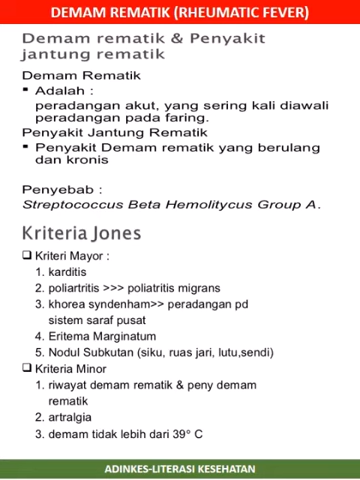 DEMAM REMATIK (RHEUMATIC FEVER)
Demam rematik & Penyakit
jantung rematik
Demam Rematik
▪ Adalah :
peradangan akut, yang sering kali diawali
peradangan pada faring.
Penyakit Jantung Rematik
▪ Penyakit Demam rematik yang berulang
dan kronis
Penyebab :
Streptococcus Beta Hemolitycus Group A.
Kriteria Jones
❑ Kriteri Mayor :
1. karditis
2. poliartritis >>> poliatritis migrans
3. khorea syndenham>> peradangan pd
sistem saraf pusat
4. Eritema Marginatum
5. Nodul Subkutan (siku, ruas jari, lutu,sendi)
❑ Kriteria Minor
1. riwayat demam rematik & peny demam
rematik
2. artralgia
3. demam tidak lebih dari 39° C
ADINKES-LITERASI KESEHATAN